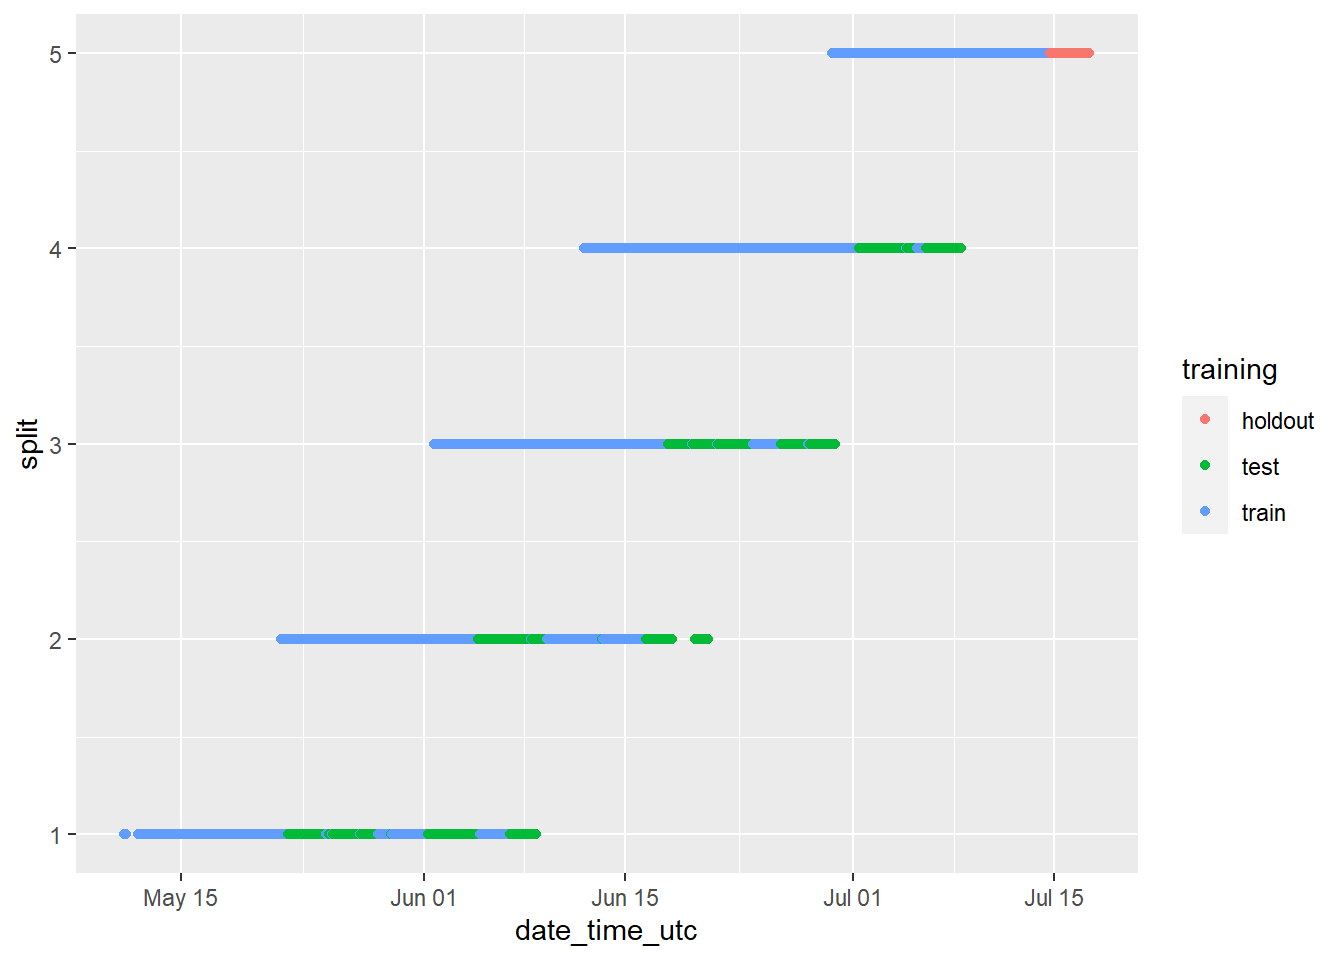 5
4
3
2
1
split
May 15
Jun 01
Jun 15
Jul 01
Jul 15
date_time_utc
training
holdout
test
train